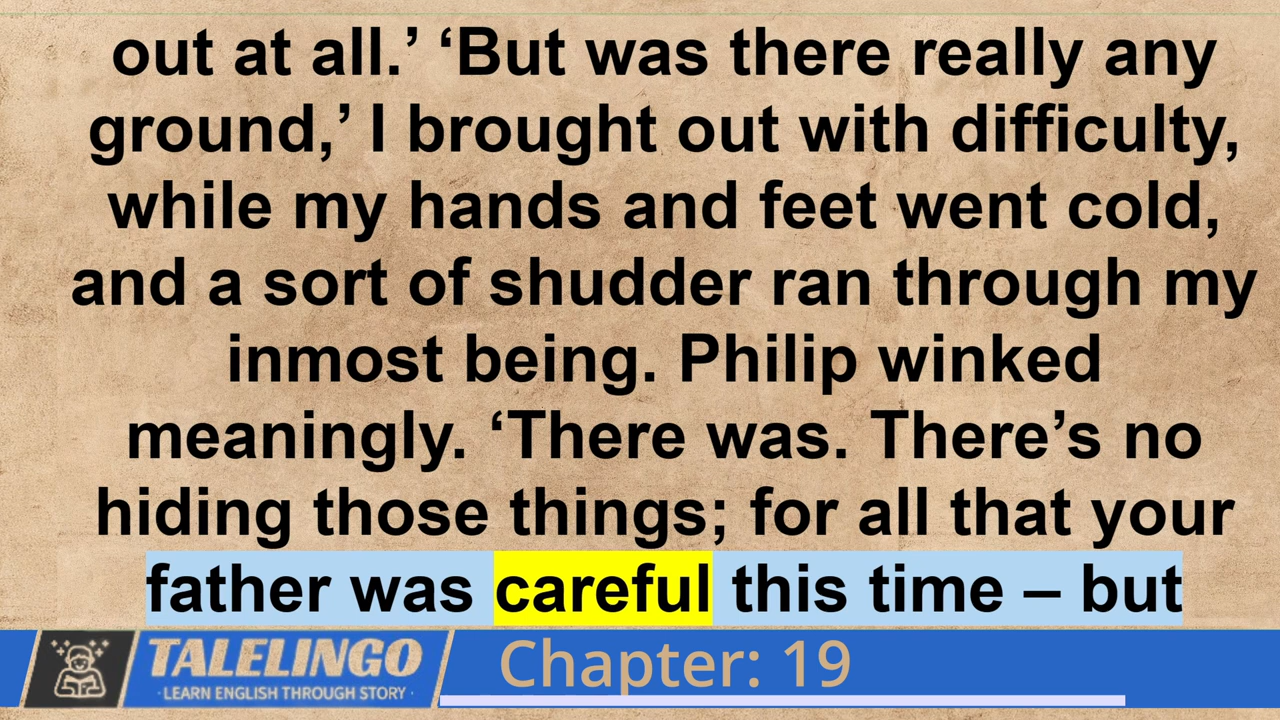 out at all.’ ‘But was there really any
ground,’ I brought out with difficulty,
while my hands and feet went cold,
and a sort of shudder ran through my
inmost being. Philip winked
meaningly. ‘There was. There’s no
hiding those things; for all that your
father was careful this time – but
TALELINGO
· LEARN ENGLISH THROUGH STORY ·
Chapter: 19